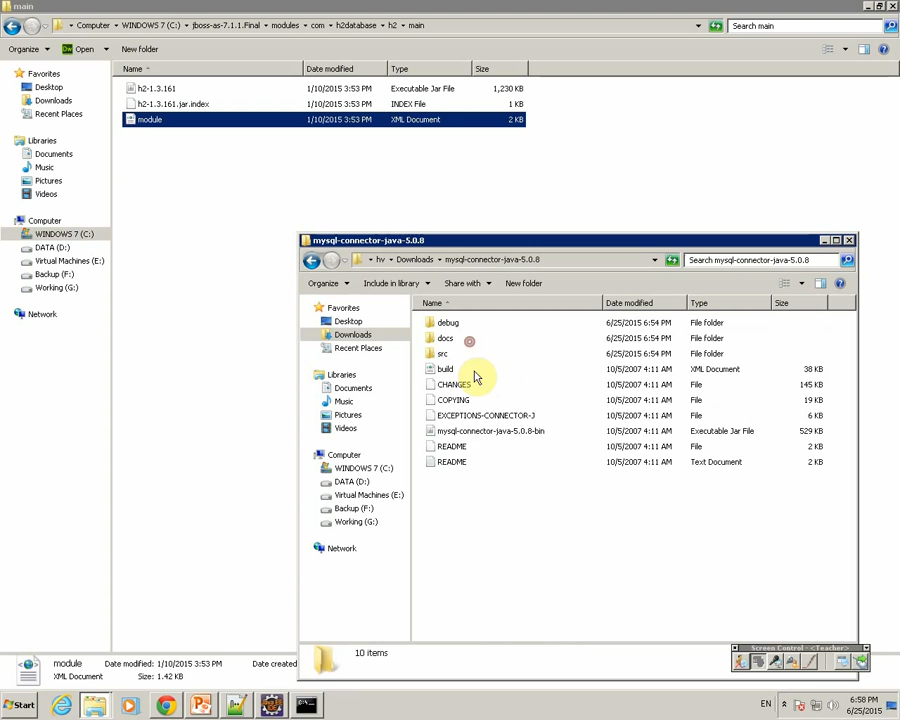 main
Computer ▸ WINDOWS 7 (C:) ▸ jboss-as-7.1.1.Final ▸ modules ▸ com ▸ h2database ▸ h2 ▸ main
Search main
Organize Open New folder
Name Date modified Type Size
Favorites
Desktop
Downloads
Recent Places
Libraries
Documents
Music
Pictures
Videos
Computer
WINDOWS 7 (C:)
DATA (D:)
Virtual Machines (E:)
Backup (F:)
Working (G:)
Network
h2-1.3.161 1/10/2015 3:53 PM Executable Jar File 1,230 KB
h2-1.3.161.jar.index 1/10/2015 3:53 PM INDEX File 1 KB
module 1/10/2015 3:53 PM XML Document 2 KB
mysql-connector-java-5.0.8
hv ▸ Downloads ▸ mysql-connector-java-5.0.8
Search mysql-connector-java-5.0.8
Organize Include in library Share with New folder
Name Date modified Type Size
Favorites
Desktop
Downloads
Recent Places
Libraries
Documents
Music
Pictures
Videos
Computer
WINDOWS 7 (C:)
DATA (D:)
Virtual Machines (E:)
Backup (F:)
Working (G:)
Network
debug 6/25/2015 6:54 PM File folder
docs 6/25/2015 6:54 PM File folder
src 6/25/2015 6:54 PM File folder
build 10/5/2007 4:11 AM XML Document 38 KB
CHANGES 10/5/2007 4:11 AM File 145 KB
COPYING 10/5/2007 4:11 AM File 19 KB
EXCEPTIONS-CONNECTOR-J 10/5/2007 4:11 AM File 6 KB
mysql-connector-java-5.0.8-bin 10/5/2007 4:11 AM Executable Jar File 529 KB
README 10/5/2007 4:11 AM File 2 KB
README 10/5/2007 4:11 AM Text Document 2 KB
10 items
Screen Control - <Teacher>
module Date modified: 1/10/2015 3:53 PM Date created
XML Document Size: 1.42 KB
Start
EN
6:58 PM
6/25/2015